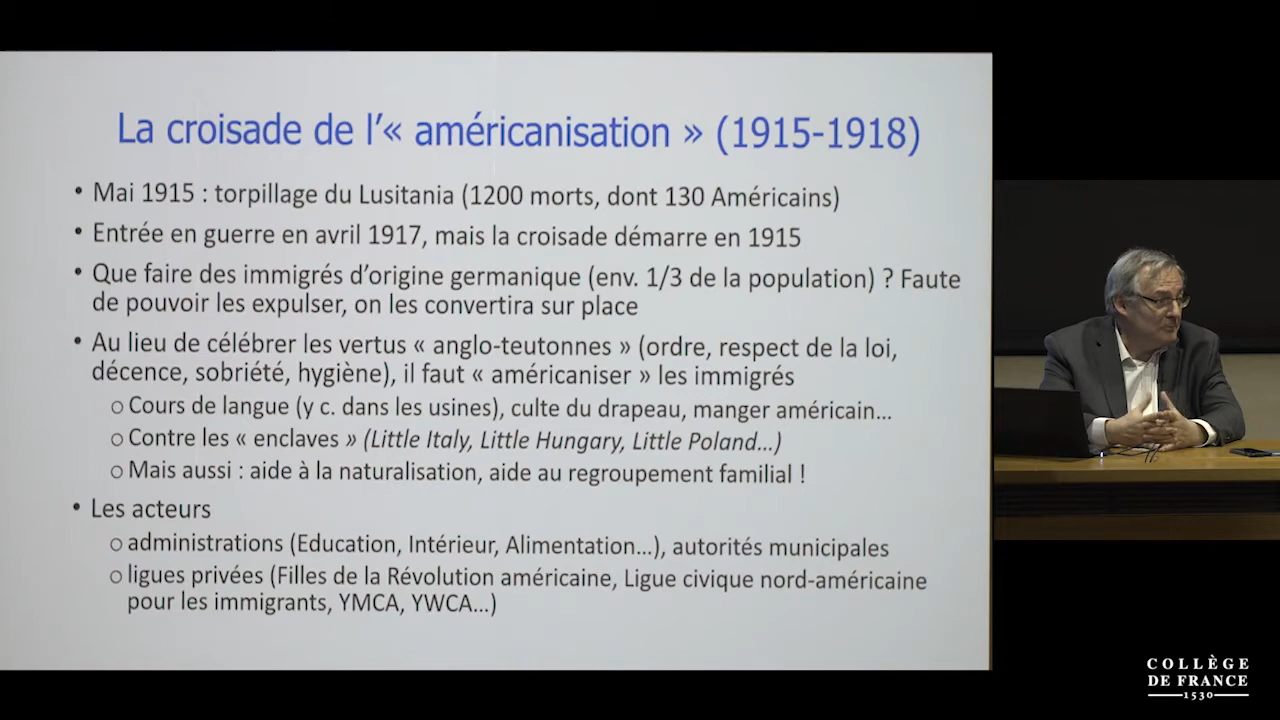 La croisade de l'« américanisation » (1915-1918)
• Mai 1915 : torpillage du Lusitania (1200 morts, dont 130 Américains)
• Entrée en guerre en avril 1917, mais la croisade démarre en 1915
• Que faire des immigrés d'origine germanique (env. 1/3 de la population) ? Faute
de pouvoir les expulser, on les convertira sur place
• Au lieu de célébrer les vertus « anglo-teutonnes » (ordre, respect de la loi,
décence, sobriété, hygiène), il faut « américaniser » les immigrés
o Cours de langue (y c. dans les usines), culte du drapeau, manger américain...
o Contre les « enclaves » (Little Italy, Little Hungary, Little Poland...)
o Mais aussi : aide à la naturalisation, aide au regroupement familial !
• Les acteurs
o administrations (Education, Intérieur, Alimentation...), autorités municipales
o ligues privées (Filles de la Révolution américaine, Ligue civique nord-américaine
pour les immigrants, YMCA, YWCA...)
COLLÈGE
DE FRANCE
1530